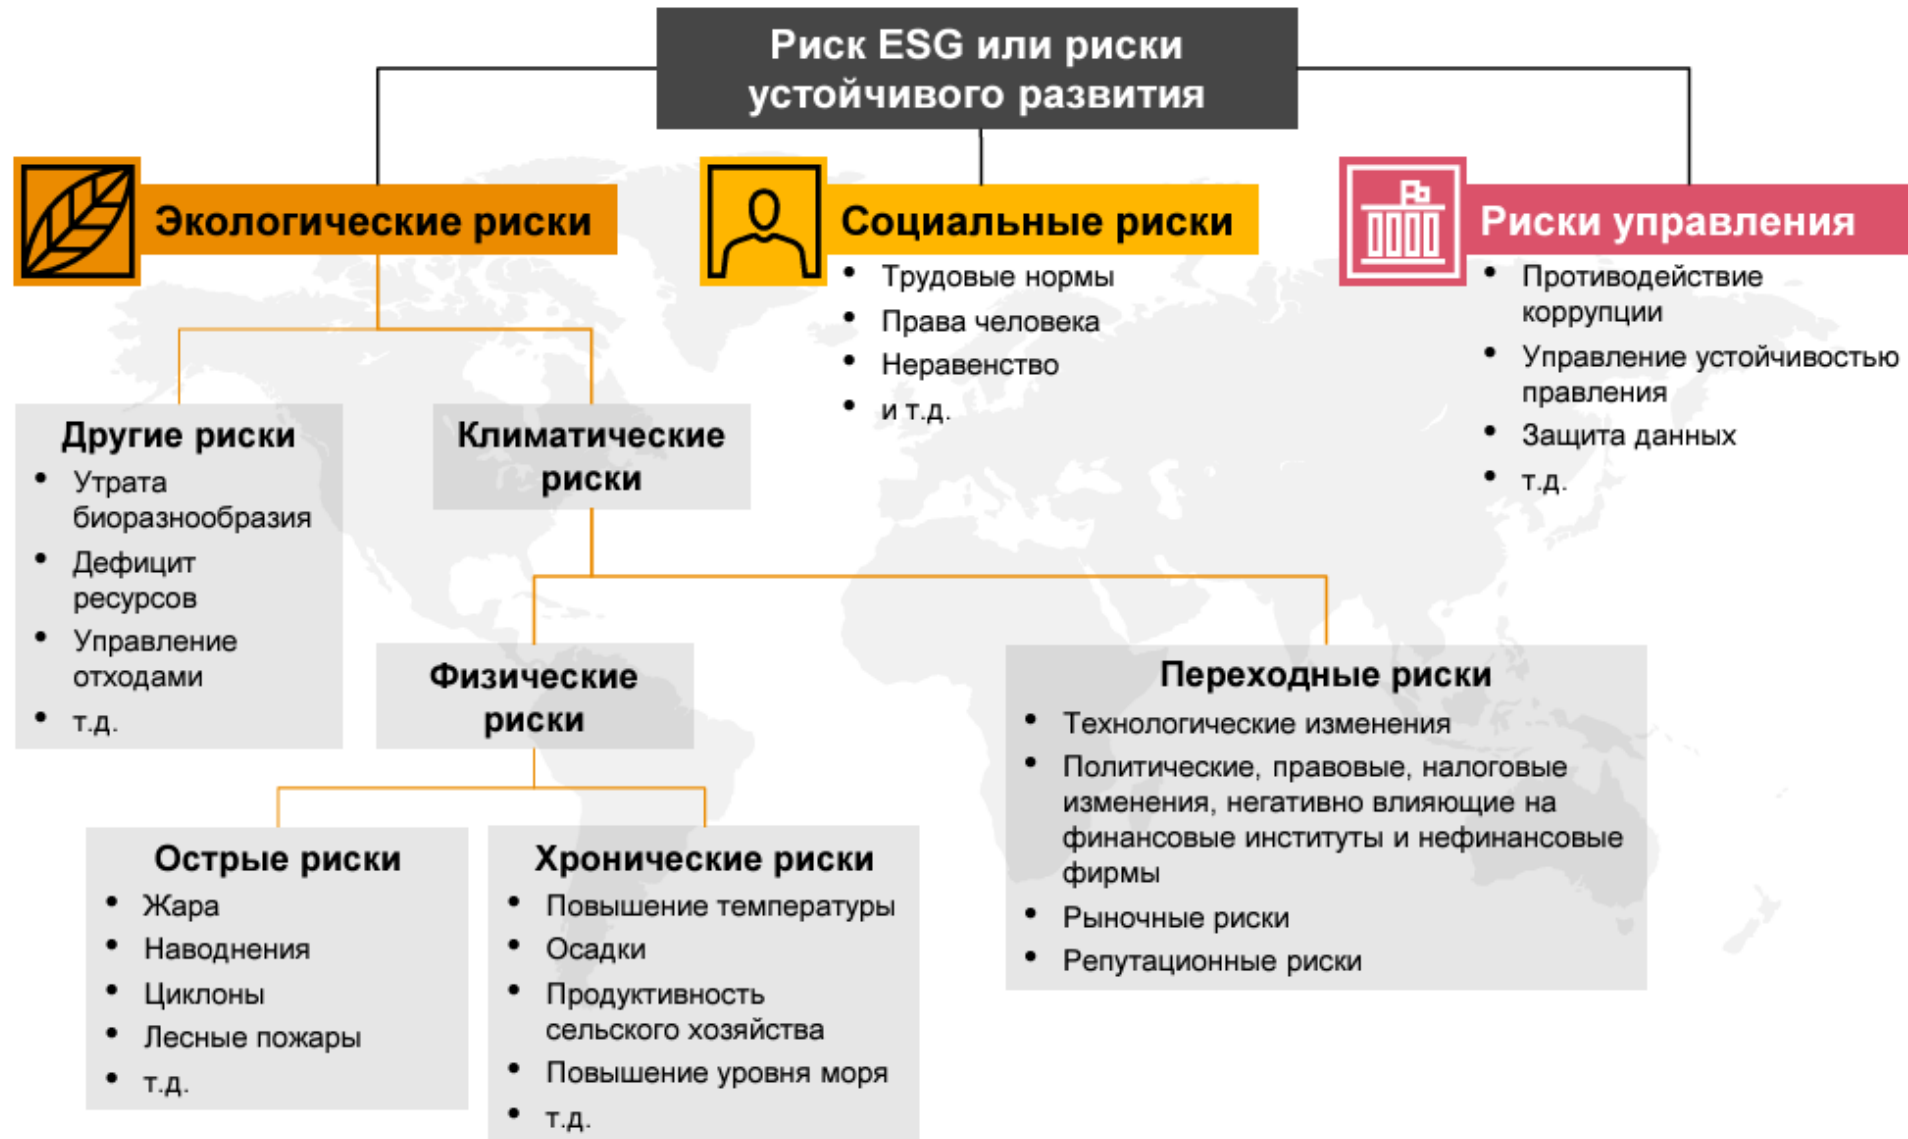 Риск ESG или риски
устойчивого развития
Экологические риски
Социальные риски
• Трудовые нормы
• Права человека
• Неравенство
• и т.д.
Риски управления
• Противодействие
коррупции
• Управление устойчивостью
правления
• Защита данных
• т.д.
Другие риски
• Утрата
биоразнообразия
• Дефицит
ресурсов
• Управление
отходами
• т.д.
Климатические
риски
Физические
риски
Переходные риски
• Технологические изменения
• Политические, правовые, налоговые
изменения, негативно влияющие на
финансовые институты и нефинансовые
фирмы
• Рыночные риски
• Репутационные риски
Острые риски
• Жара
• Наводнения
• Циклоны
• Лесные пожары
• т.д.
Хронические риски
• Повышение температуры
• Осадки
• Продуктивность
сельского хозяйства
• Повышение уровня моря
• т.д.